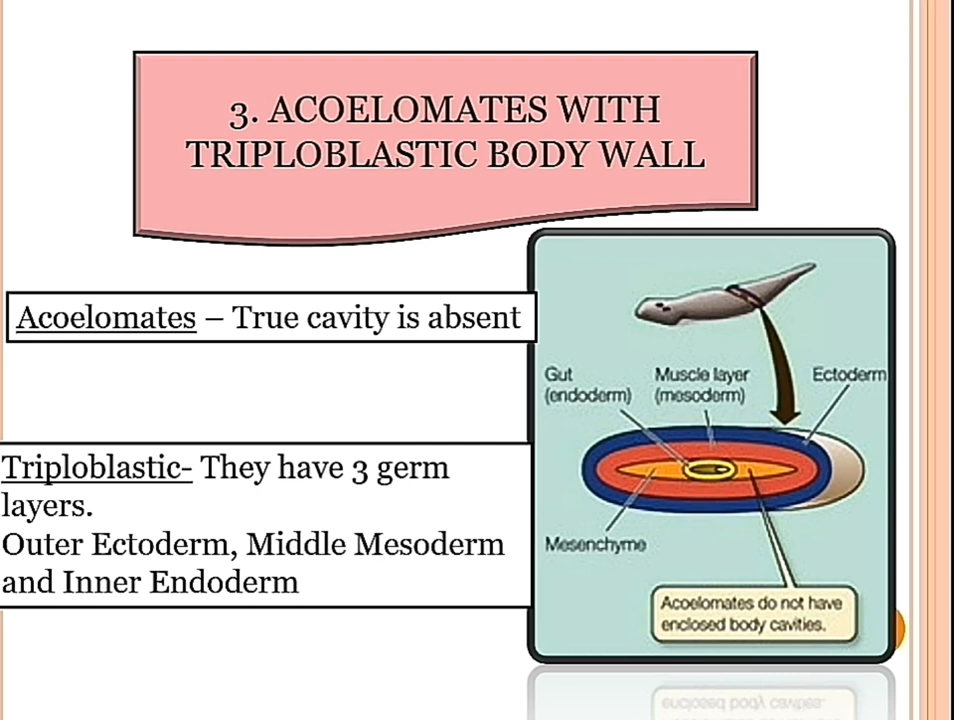 3. ACOELOMATES WITH
TRIPLOBLASTIC BODY WALL
Acoelomates – True cavity is absent
Triploblastic- They have 3 germ
layers.
Outer Ectoderm, Middle Mesoderm
and Inner Endoderm
Gut
(endoderm)
Muscle layer
(mesoderm)
Ectoderm
Mesenchyme
Acoelomates do not have
enclosed body cavities.